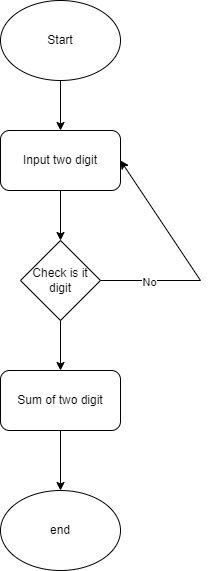 Start
Input two digit
Check is it
digit
No
Sum of two digit
end